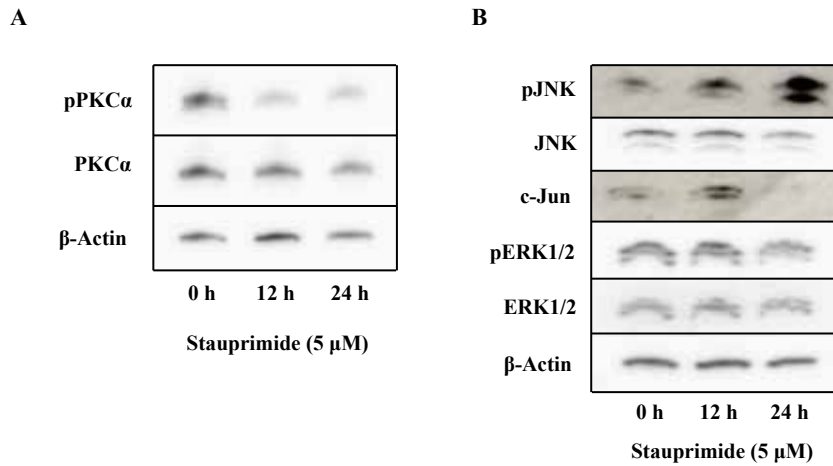 A
B
pPKCα
PKCα
β-Actin
0 h 12 h 24 h
Stauprimide (5 µM)
pJNK
JNK
c-Jun
pERK1/2
ERK1/2
β-Actin
0 h 12 h 24 h
Stauprimide (5 µM)